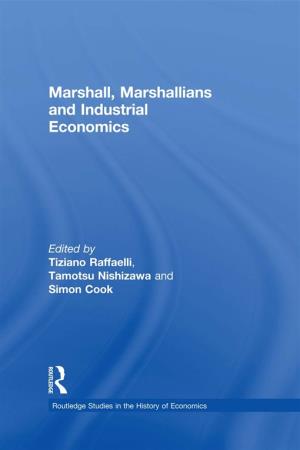 Marshall, Marshallians
and Industrial
Economics
Edited by
Tiziano Raffaelli,
Tamotsu Nishizawa and
Simon Cook
ROUTLEDGE
Routledge Studies in the History of Economics